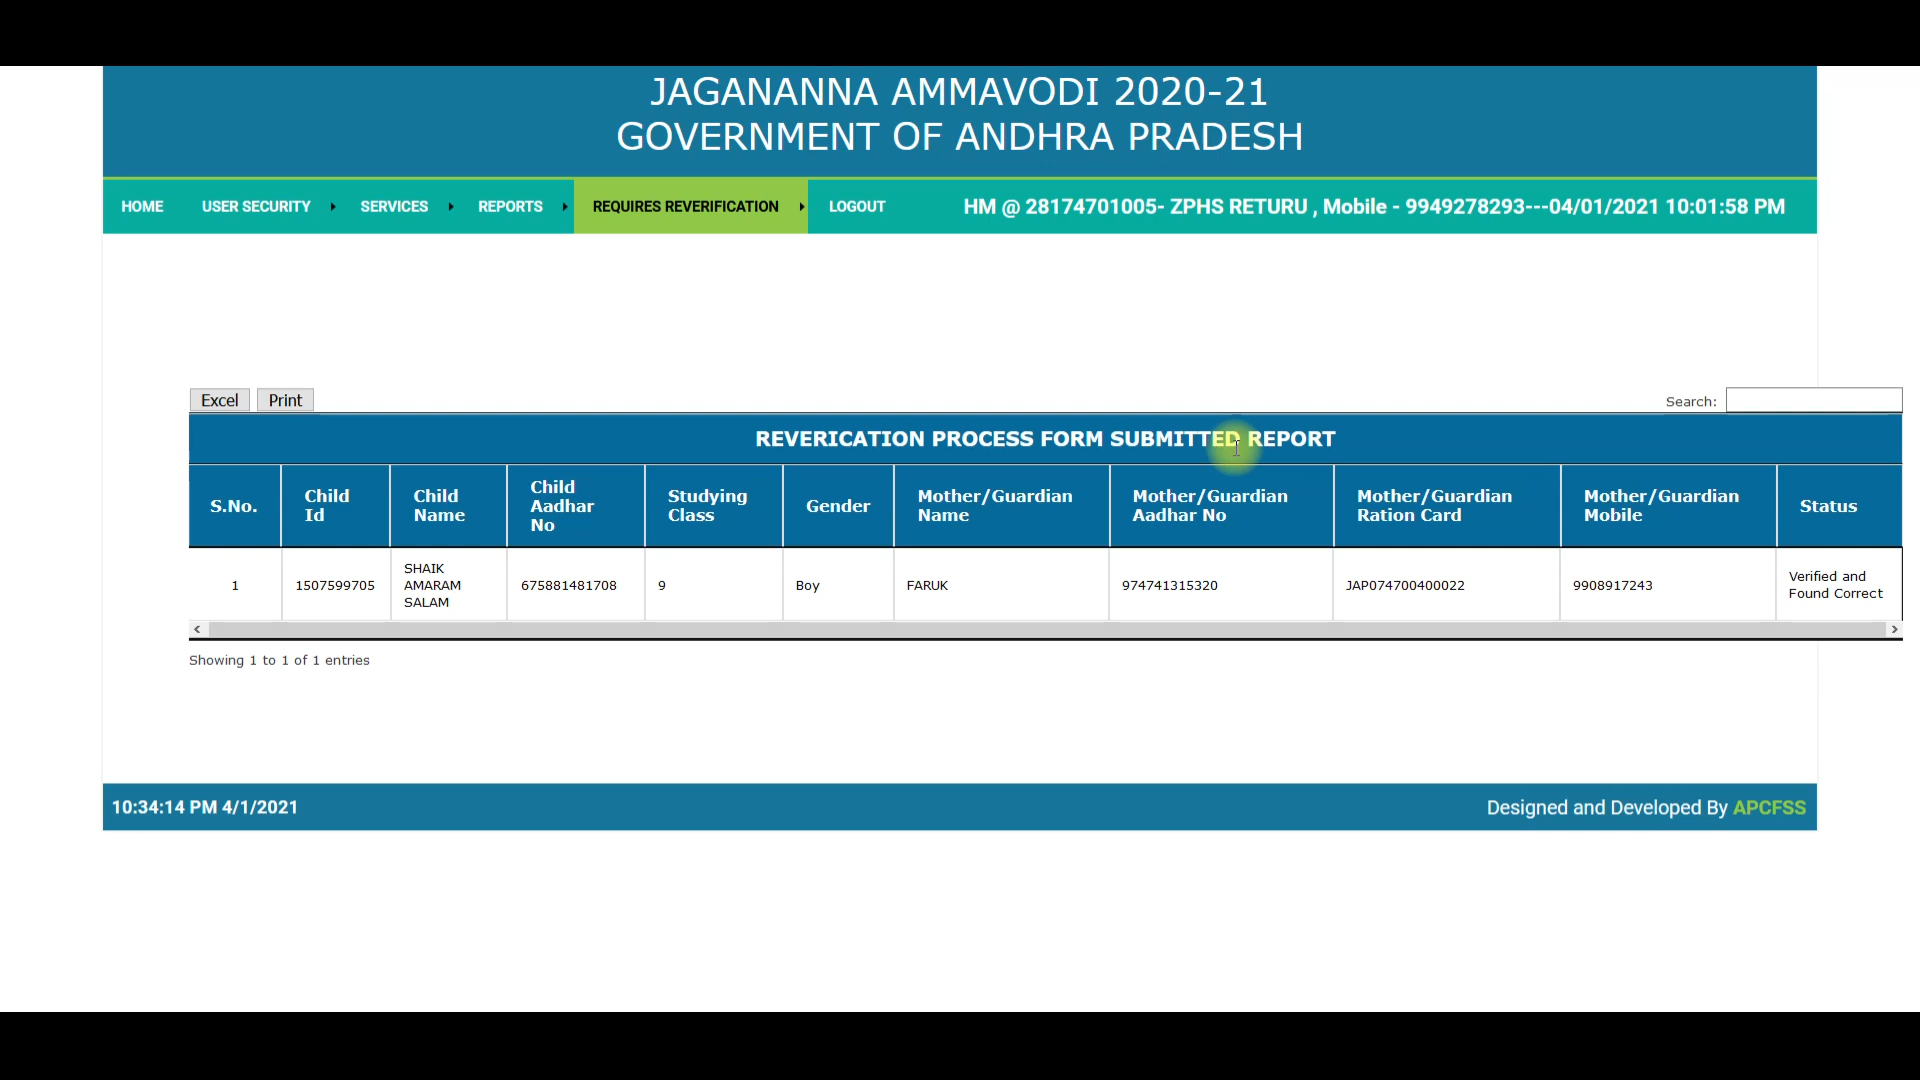 JAGANANNA AMMAVODI 2020-21
GOVERNMENT OF ANDHRA PRADESH
HOME USER SECURITY SERVICES REPORTS REQUIRES REVERIFICATION LOGOUT HM @ 28174701005- ZPHS RETURU , Mobile - 9949278293---04/01/2021 10:01:58 PM
Excel Print Search:
REVERICATION PROCESS FORM SUBMITTED REPORT
S.No. Child Id Child Name Child Aadhar No Studying Class Gender Mother/Guardian Name Mother/Guardian Aadhar No Mother/Guardian Ration Card Mother/Guardian Mobile Status
1 1507599705 SHAIK AMARAM SALAM 675881481708 9 Boy FARUK 974741315320 JAP074700400022 9908917243 Verified and Found Correct
Showing 1 to 1 of 1 entries
10:34:14 PM 4/1/2021 Designed and Developed By APCFSS